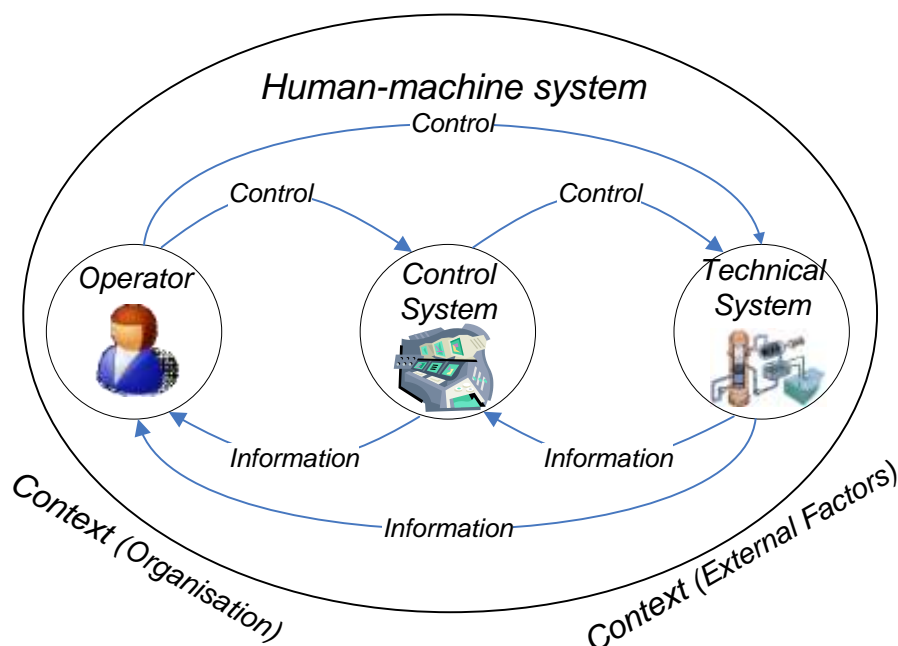 Human-machine system
Control
Control
Control
Operator
Control
System
Technical
System
Information
Information
Information
Context (Organisation)
Context (External Factors)